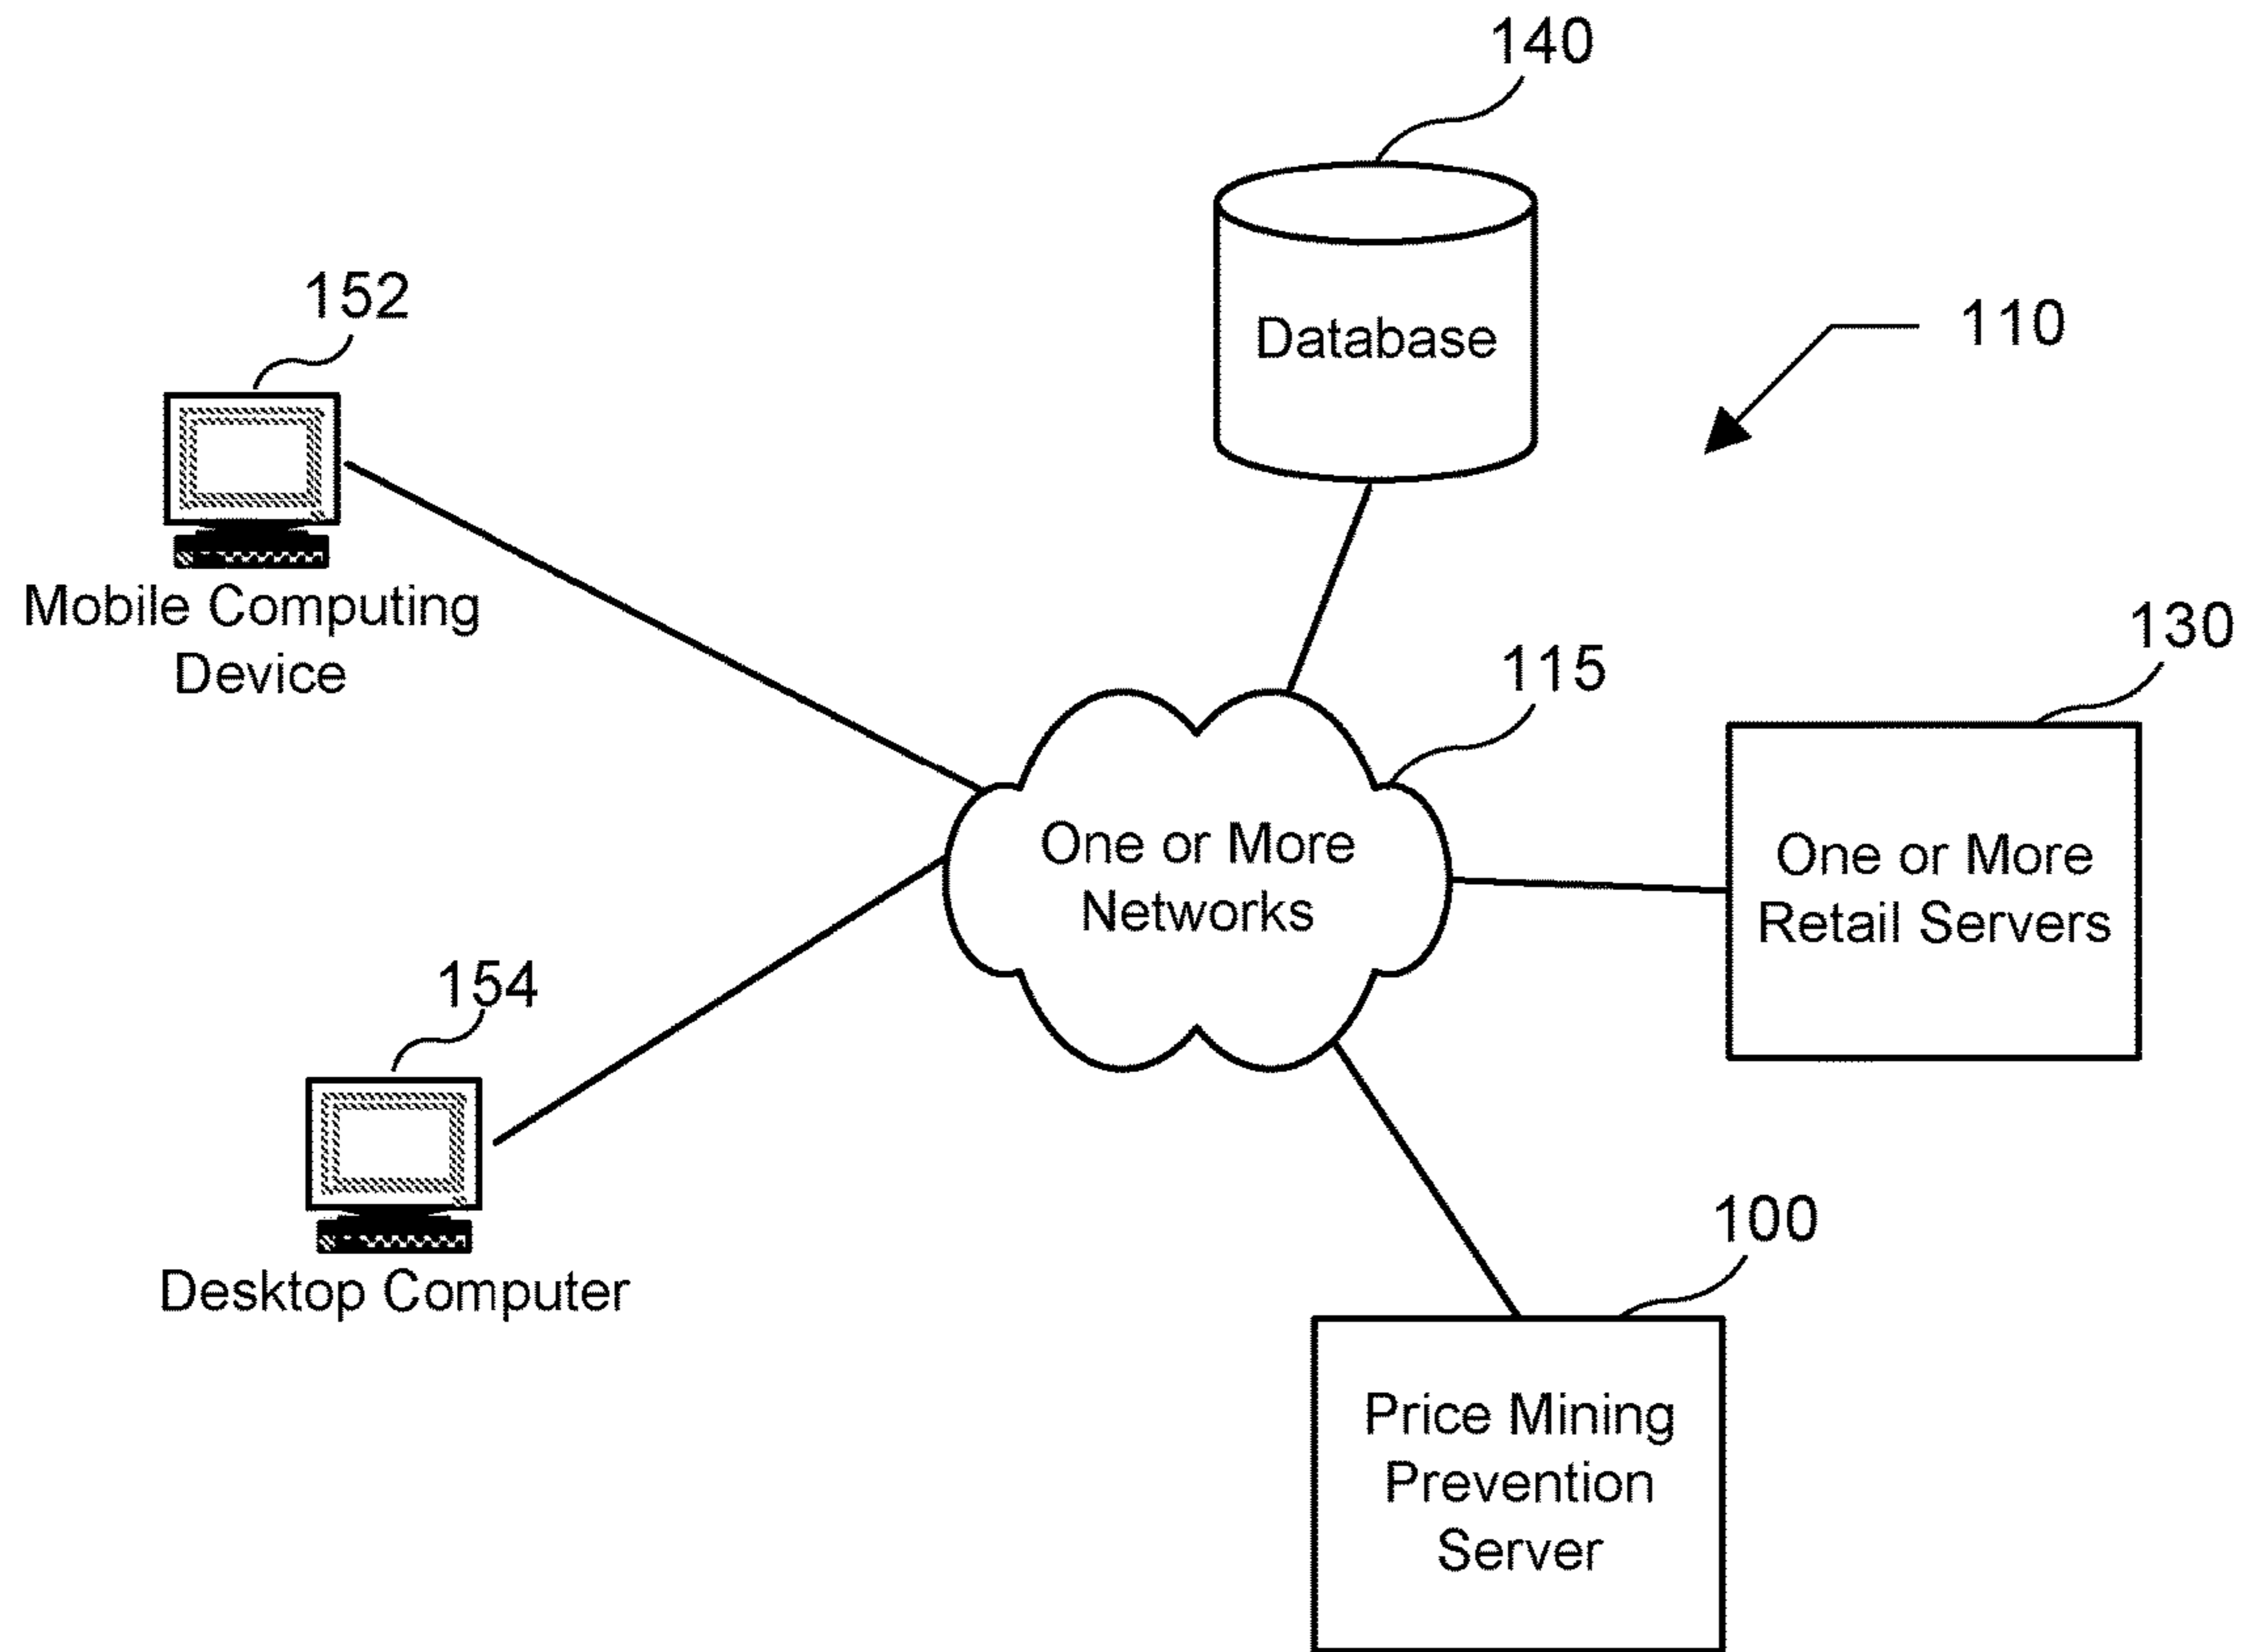 140
152
Database
110
Mobile Computing
Device
130
115
One or More
Networks
One or More
Retail Servers
154
100
Desktop Computer
Price Mining
Prevention
Server